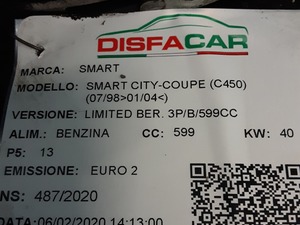 DISFACAR
MARCA: SMART
MODELLO: SMART CITY-COUPE (C450)
(07/98>01/04<)
VERSIONE: LIMITED BER. 3P/B/599CC
ALIM.: BENZINA CC: 599 KW: 40
P5: 13
EMISSIONE: EURO 2
NS: 487/2020
DATA: 06/02/2020 14:13:00